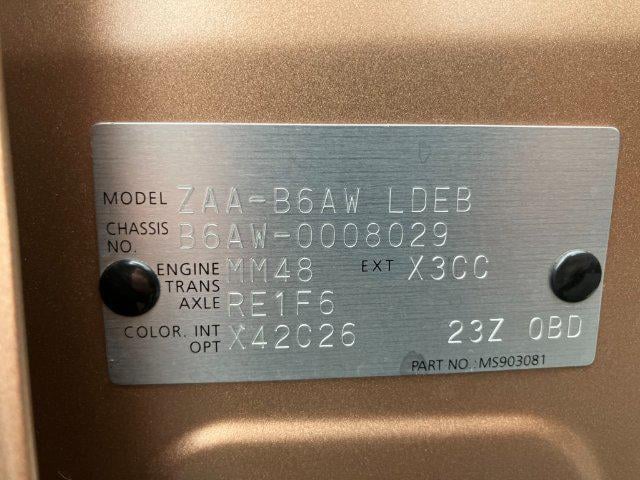 MODEL ZAA-B6AW LDEB
CHASSIS NO. B6AW-0008029
ENGINE MM48 EXT X3CC
TRANS AXLE RE1F6
COLOR. INT OPT X42C26 23Z 0BD
PART NO.:MS903081